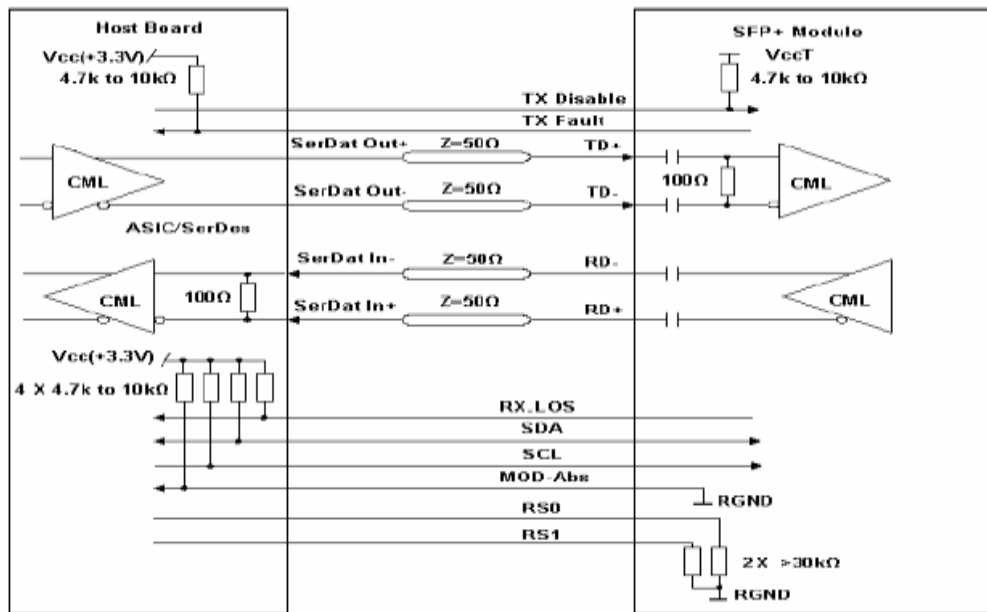 Host Board
SFP+ Module
Vcc(+3.3V)
4.7k to 10kΩ
VccT
4.7k to 10kΩ
TX Disable
TX Fault
SerDat Out+
Z=50Ω
TD+
CML
100Ω
CML
SerDat Out-
Z=50Ω
TD-
ASIC/SerDes
SerDat In-
Z=50Ω
RD-
100Ω
CML
CML
SerDat In+
Z=50Ω
RD+
Vcc(+3.3V)
4 X 4.7k to 10kΩ
RX_LOS
SDA
SCL
MOD-Abs
RGND
RS0
RS1
2 X >30kΩ
RGND